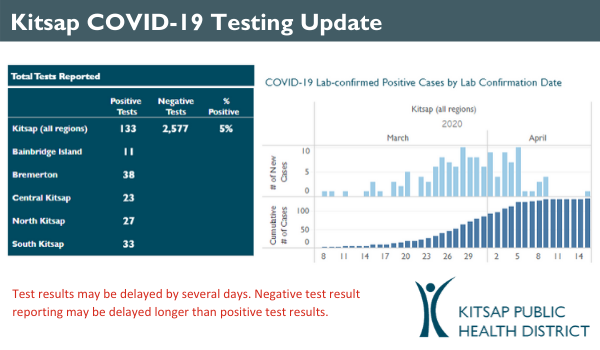 Kitsap COVID-19 Testing Update
Total Tests Reported
Positive Tests
Negative Tests
% Positive
Kitsap (all regions) 133 2,577 5%
Bainbridge Island 11
Bremerton 38
Central Kitsap 23
North Kitsap 27
South Kitsap 33
COVID-19 Lab-confirmed Positive Cases by Lab Confirmation Date
Kitsap (all regions)
2020
March April
# of New Cases
10
5
0
Cumulative # of Cases
100
50
0
8 11 14 17 20 23 26 29 2 5 8 11 14
Test results may be delayed by several days. Negative test result
reporting may be delayed longer than positive test results.
KITSAP PUBLIC
HEALTH DISTRICT